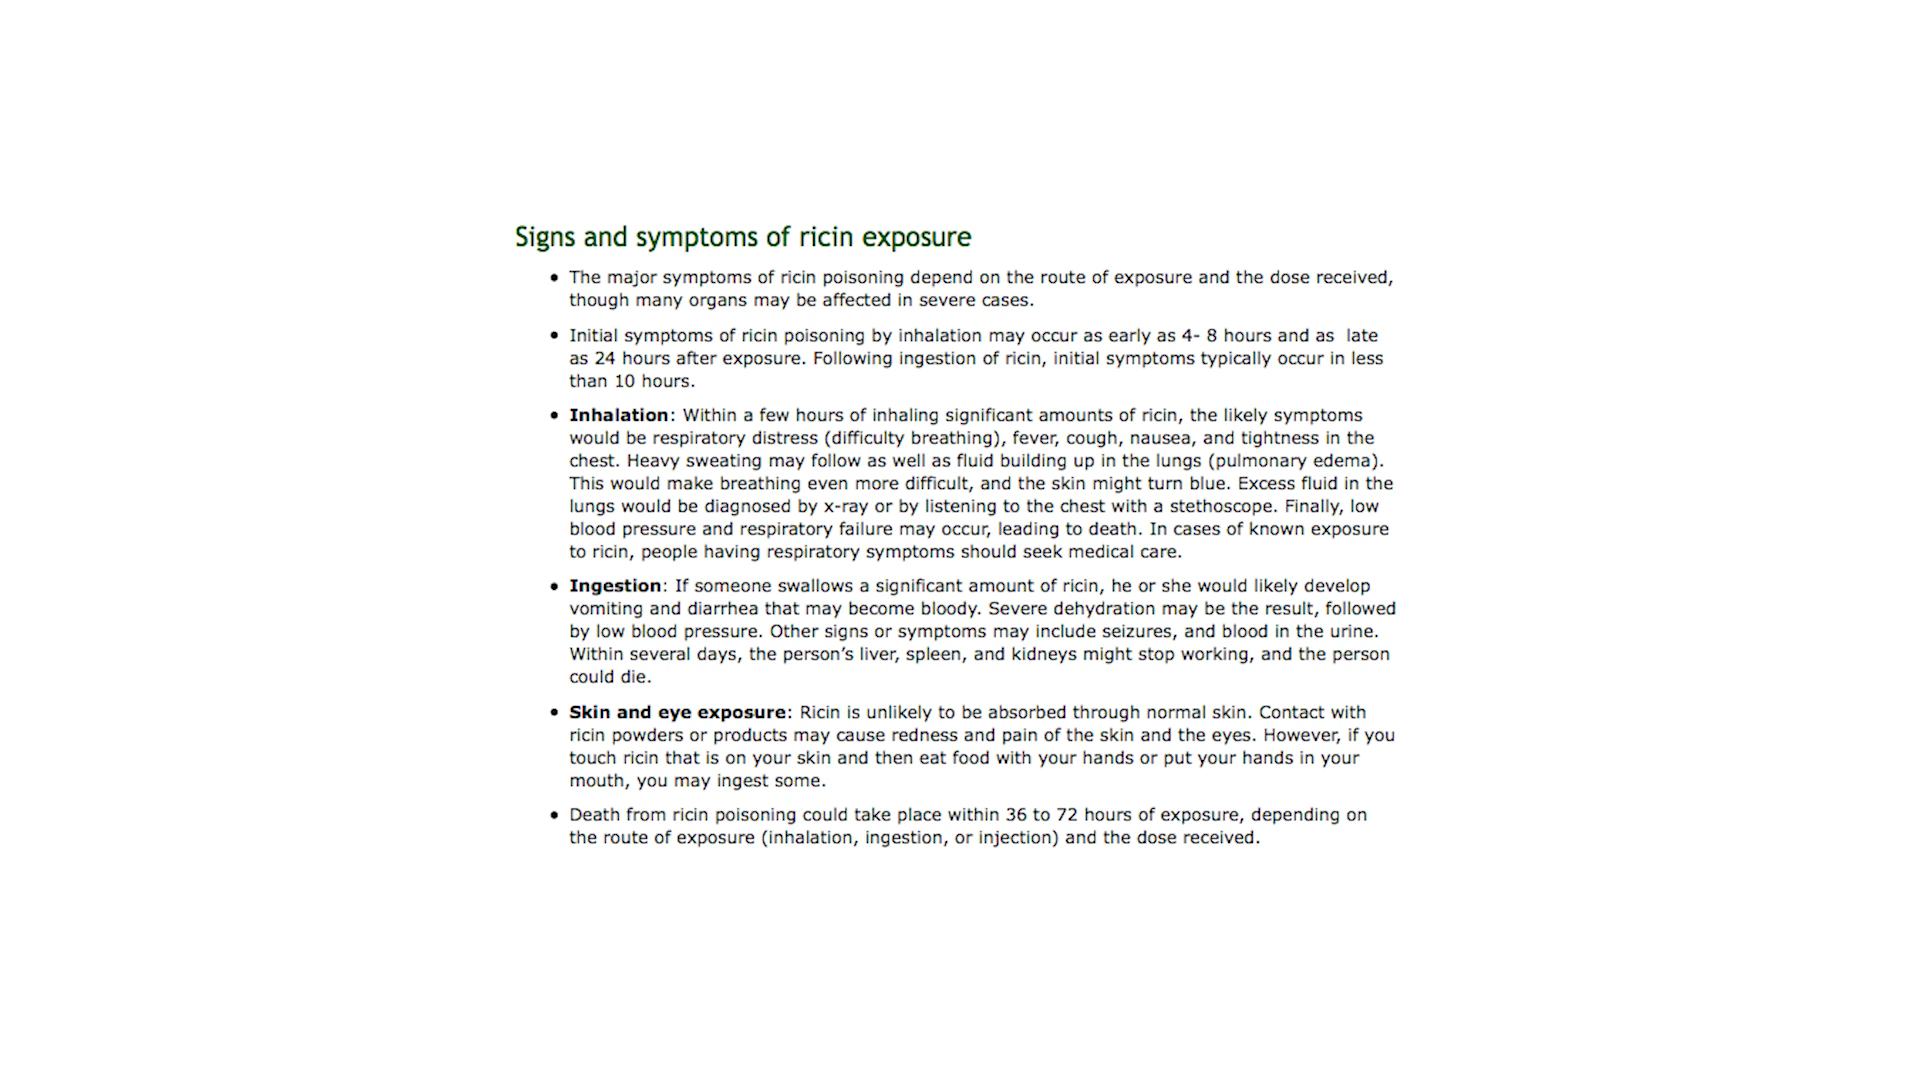 Signs and symptoms of ricin exposure
• The major symptoms of ricin poisoning depend on the route of exposure and the dose received,
though many organs may be affected in severe cases.
• Initial symptoms of ricin poisoning by inhalation may occur as early as 4- 8 hours and as  late
as 24 hours after exposure. Following ingestion of ricin, initial symptoms typically occur in less
than 10 hours.
• Inhalation: Within a few hours of inhaling significant amounts of ricin, the likely symptoms
would be respiratory distress (difficulty breathing), fever, cough, nausea, and tightness in the
chest. Heavy sweating may follow as well as fluid building up in the lungs (pulmonary edema).
This would make breathing even more difficult, and the skin might turn blue. Excess fluid in the
lungs would be diagnosed by x-ray or by listening to the chest with a stethoscope. Finally, low
blood pressure and respiratory failure may occur, leading to death. In cases of known exposure
to ricin, people having respiratory symptoms should seek medical care.
• Ingestion: If someone swallows a significant amount of ricin, he or she would likely develop
vomiting and diarrhea that may become bloody. Severe dehydration may be the result, followed
by low blood pressure. Other signs or symptoms may include seizures, and blood in the urine.
Within several days, the person’s liver, spleen, and kidneys might stop working, and the person
could die.
• Skin and eye exposure: Ricin is unlikely to be absorbed through normal skin. Contact with
ricin powders or products may cause redness and pain of the skin and the eyes. However, if you
touch ricin that is on your skin and then eat food with your hands or put your hands in your
mouth, you may ingest some.
• Death from ricin poisoning could take place within 36 to 72 hours of exposure, depending on
the route of exposure (inhalation, ingestion, or injection) and the dose received.